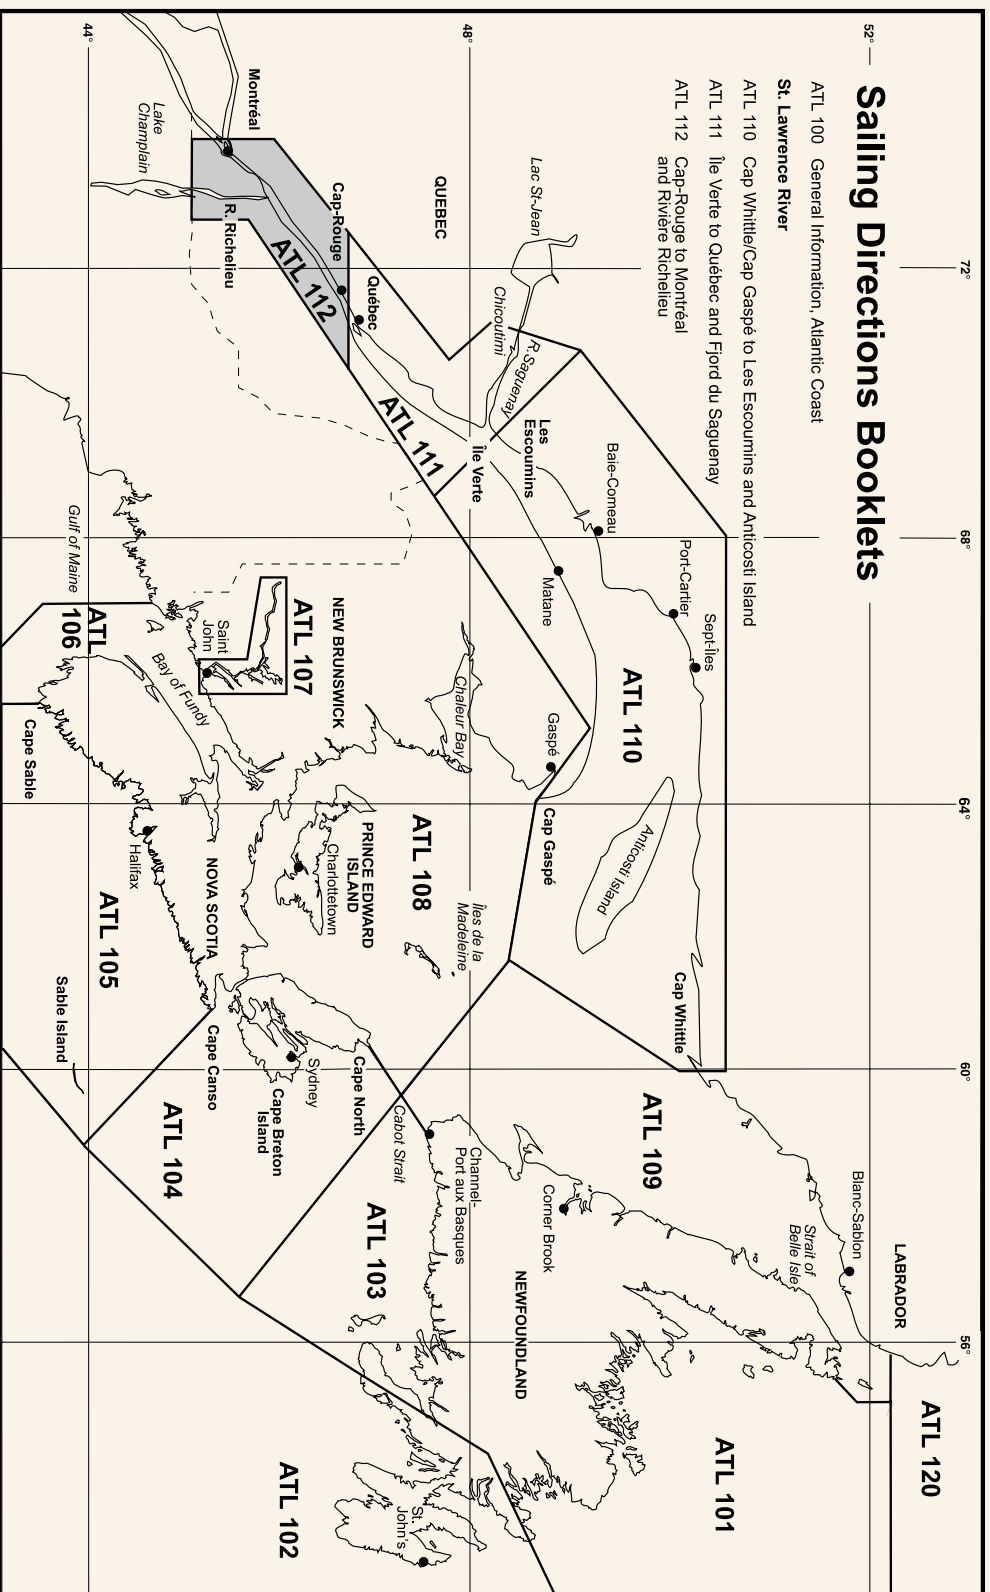 Sailing Directions Booklets
ATL 100 General Information, Atlantic Coast
St. Lawrence River
ATL 110 Cap Whittle/Cap Gaspé to Les Escoumins and Anticosti Island
ATL 111 Île Verte to Québec and Fjord du Saguenay
ATL 112 Cap-Rouge to Montréal
and Rivière Richelieu
72°
68°
64°
60°
56°
52°
48°
44°
LABRADOR
ATL 120
Blanc-Sablon
Strait of
Belle Isle
ATL 101
Sept-Îles
Port-Cartier
Baie-Comeau
ATL 110
Anticosti Island
Cap Whittle
ATL 109
Lac St-Jean
Chicoutimi
R. Saguenay
Les
Escoumins
Île Verte
Matane
Gaspé
Cap Gaspé
Corner Brook
NEWFOUNDLAND
QUEBEC
Chaleur Bay
Îles de la
Madeleine
Channel-
Port aux Basques
ATL 111
Québec
Cap-Rouge
ATL 112
ATL 108
Cabot Strait
ATL 103
St.
John's
ATL 102
Montréal
R. Richelieu
Lake
Champlain
NEW BRUNSWICK
ATL 107
PRINCE EDWARD
ISLAND
Charlottetown
Cape North
Sydney
Cape Breton
Island
Saint
John
Bay of Fundy
NOVA SCOTIA
Cape Canso
ATL 104
Gulf of Maine
ATL
106
Halifax
ATL 105
Cape Sable
Sable Island